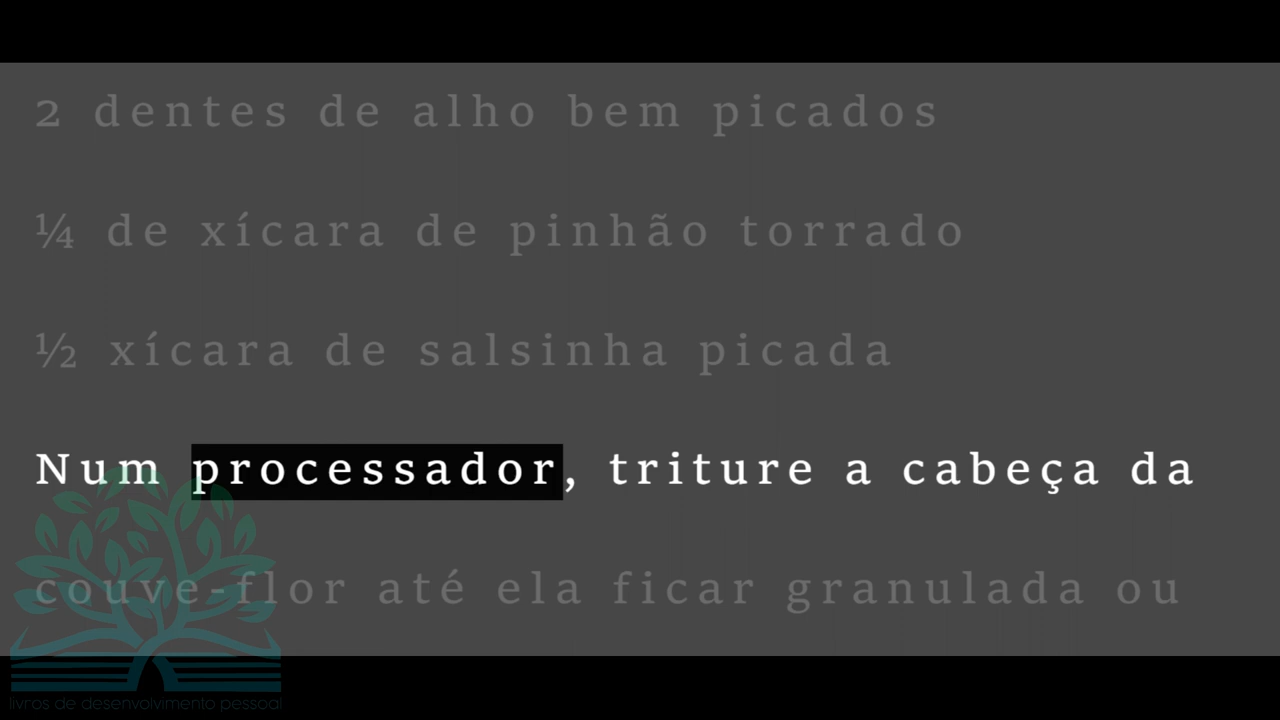 2 dentes de alho bem picados
¼ de xícara de pinhão torrado
½ xícara de salsinha picada
Num processador, triture a cabeça da
couve-flor até ela ficar granulada ou
livros de desenvolvimento pessoal